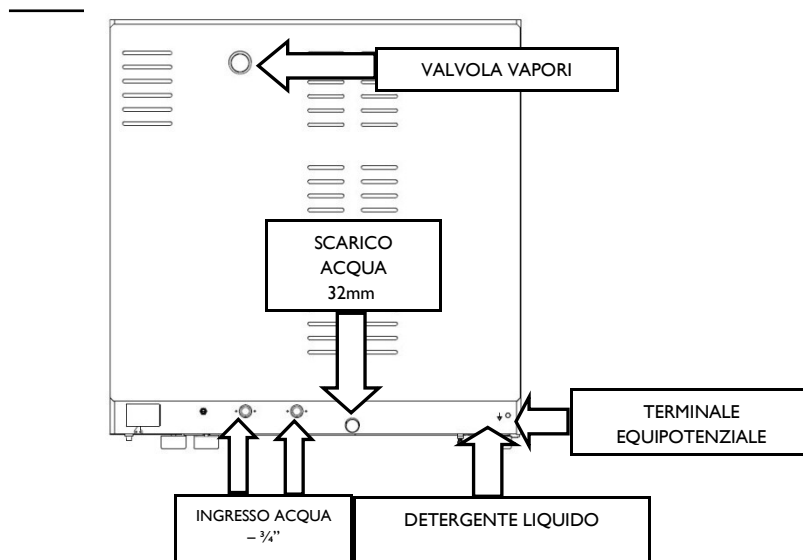 VALVOLA VAPORI
SCARICO
ACQUA
32mm
TERMINALE
EQUIPOTENZIALE
INGRESSO ACQUA
– ¾”
DETERGENTE LIQUIDO